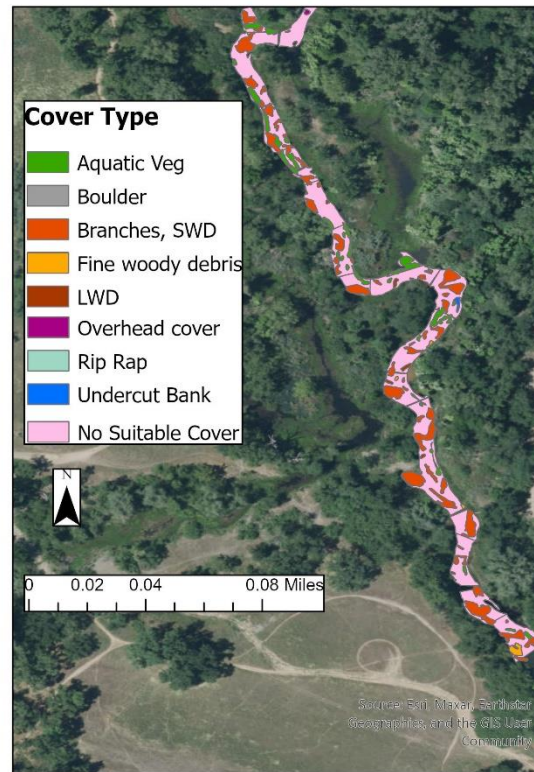 Cover Type
Aquatic Veg
Boulder
Branches, SWD
Fine woody debris
LWD
Overhead cover
Rip Rap
Undercut Bank
No Suitable Cover
N
0 0.02 0.04 0.08 Miles
Source: Esri, Maxar, Earthstar
Geographics, and the GIS User
Community